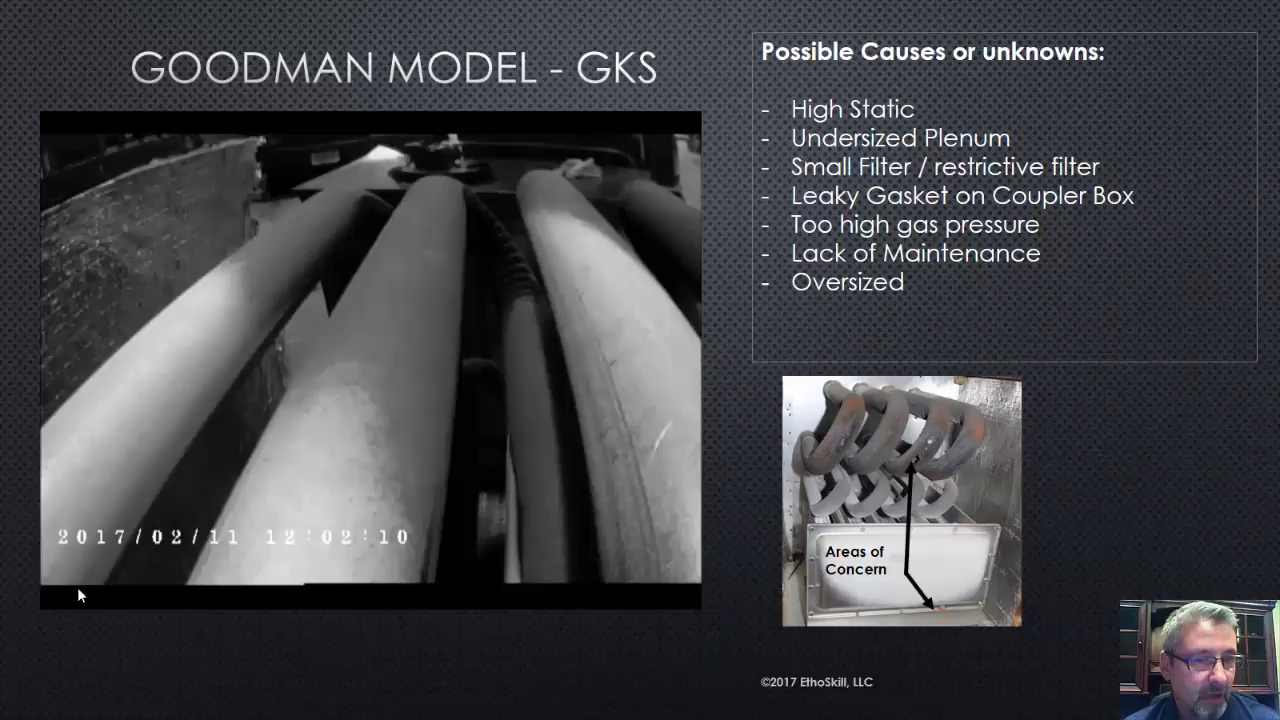 GOODMAN MODEL - GKS
2017/02/11 12:02:10
Possible Causes or unknowns:
- High Static
- Undersized Plenum
- Small Filter / restrictive filter
- Leaky Gasket on Coupler Box
- Too high gas pressure
- Lack of Maintenance
- Oversized
Areas of
Concern
©2017 EthoSkill, LLC